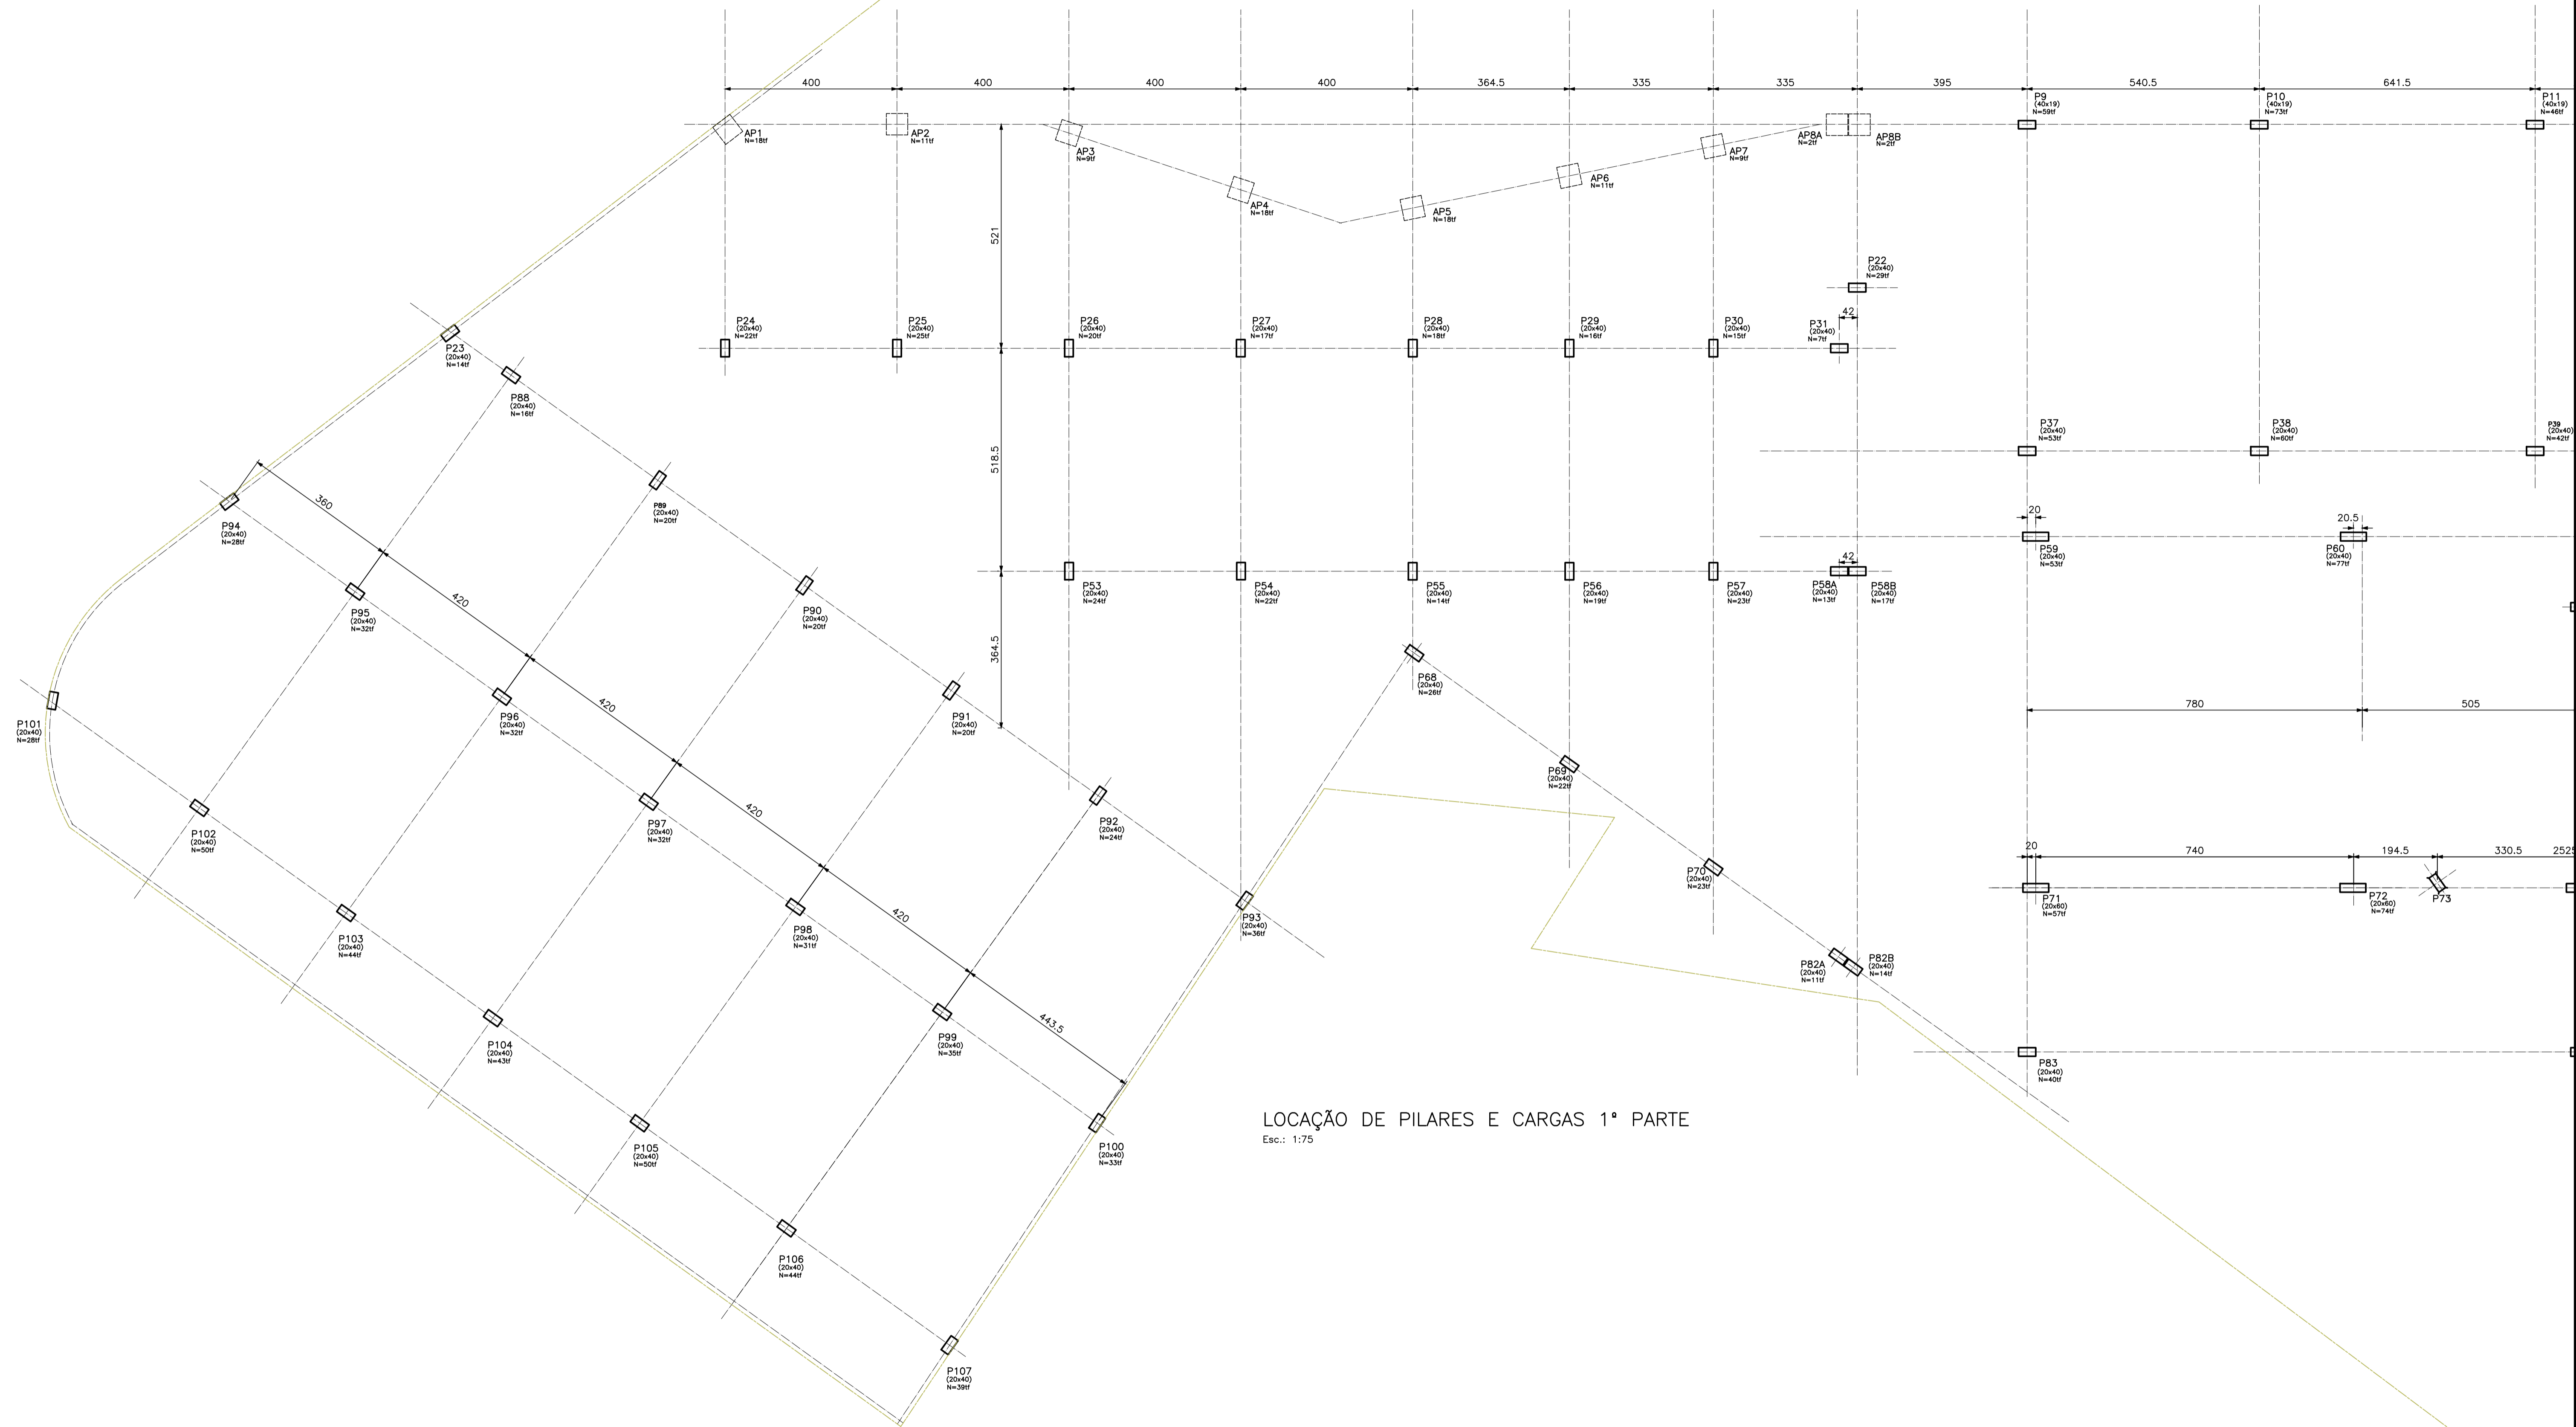 400
400
400
400
364.5
335
335
395
540.5
641.5
P9
(40x19)
N=59tf
P10
(40x19)
N=73tf
P11
(40x19)
N=46tf
AP1
N=18tf
AP2
N=11tf
AP3
N=9tf
AP4
N=18tf
AP5
N=18tf
AP6
N=11tf
AP7
N=9tf
AP8A
N=2tf
AP8B
N=2tf
521
P22
(20x40)
N=29tf
42
P23
(20x40)
N=14tf
P24
(20x40)
N=22tf
P25
(20x40)
N=25tf
P26
(20x40)
N=20tf
P27
(20x40)
N=17tf
P28
(20x40)
N=18tf
P29
(20x40)
N=16tf
P30
(20x40)
N=15tf
P31
(20x40)
N=7tf
P88
(20x40)
N=16tf
P37
(20x40)
N=53tf
P38
(20x40)
N=60tf
P39
(20x40)
N=42tf
518.5
360
P89
(20x40)
N=20tf
P94
(20x40)
N=28tf
20
P59
(20x40)
N=53tf
20.5
P60
(20x40)
N=77tf
42
P53
(20x40)
N=24tf
P54
(20x40)
N=22tf
P55
(20x40)
N=14tf
P56
(20x40)
N=19tf
P57
(20x40)
N=23tf
P58A
(20x40)
N=13tf
P58B
(20x40)
N=17tf
420
P95
(20x40)
N=32tf
P90
(20x40)
N=20tf
364.5
P68
(20x40)
N=26tf
420
P96
(20x40)
N=32tf
P91
(20x40)
N=20tf
P101
(20x40)
N=28tf
780
505
P69
(20x40)
N=22tf
420
P102
(20x40)
N=50tf
P97
(20x40)
N=32tf
P92
(20x40)
N=24tf
20
740
194.5
330.5
252
P70
(20x40)
N=23tf
P71
(20x60)
N=57tf
P72
(20x60)
N=74tf
P73
420
P103
(20x40)
N=44tf
P98
(20x40)
N=31tf
P93
(20x40)
N=36tf
P82A
(20x40)
N=11tf
P82B
(20x40)
N=14tf
443.5
P104
(20x40)
N=43tf
P99
(20x40)
N=35tf
P83
(20x40)
N=40tf
LOCAÇÃO DE PILARES E CARGAS 1ª PARTE
Esc.: 1:75
P105
(20x40)
N=50tf
P100
(20x40)
N=33tf
P106
(20x40)
N=44tf
P107
(20x40)
N=39tf